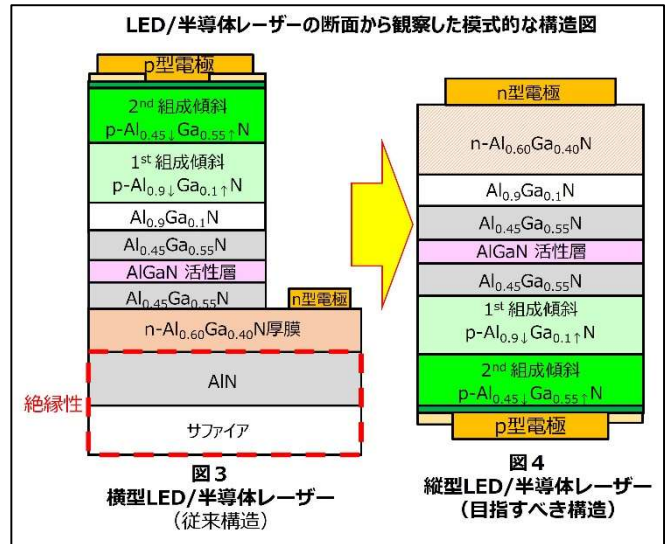 LED/半導体レーザーの断面から観察した模式的な構造図
p型電極
2nd 組成傾斜
p-Al0.45↓Ga0.55↑N
1st 組成傾斜
p-Al0.9↓Ga0.1↑N
Al0.9Ga0.1N
Al0.45Ga0.55N
AlGaN 活性層
Al0.45Ga0.55N
n型電極
n-Al0.60Ga0.40N厚膜
AlN
絶縁性
サファイア
図3
横型LED/半導体レーザー
(従来構造)
n型電極
n-Al0.60Ga0.40N
Al0.9Ga0.1N
Al0.45Ga0.55N
AlGaN 活性層
Al0.45Ga0.55N
1st 組成傾斜
p-Al0.9↓Ga0.1↑N
2nd 組成傾斜
p-Al0.45↓Ga0.55↑N
p型電極
図4
縦型LED/半導体レーザー
(目指すべき構造)